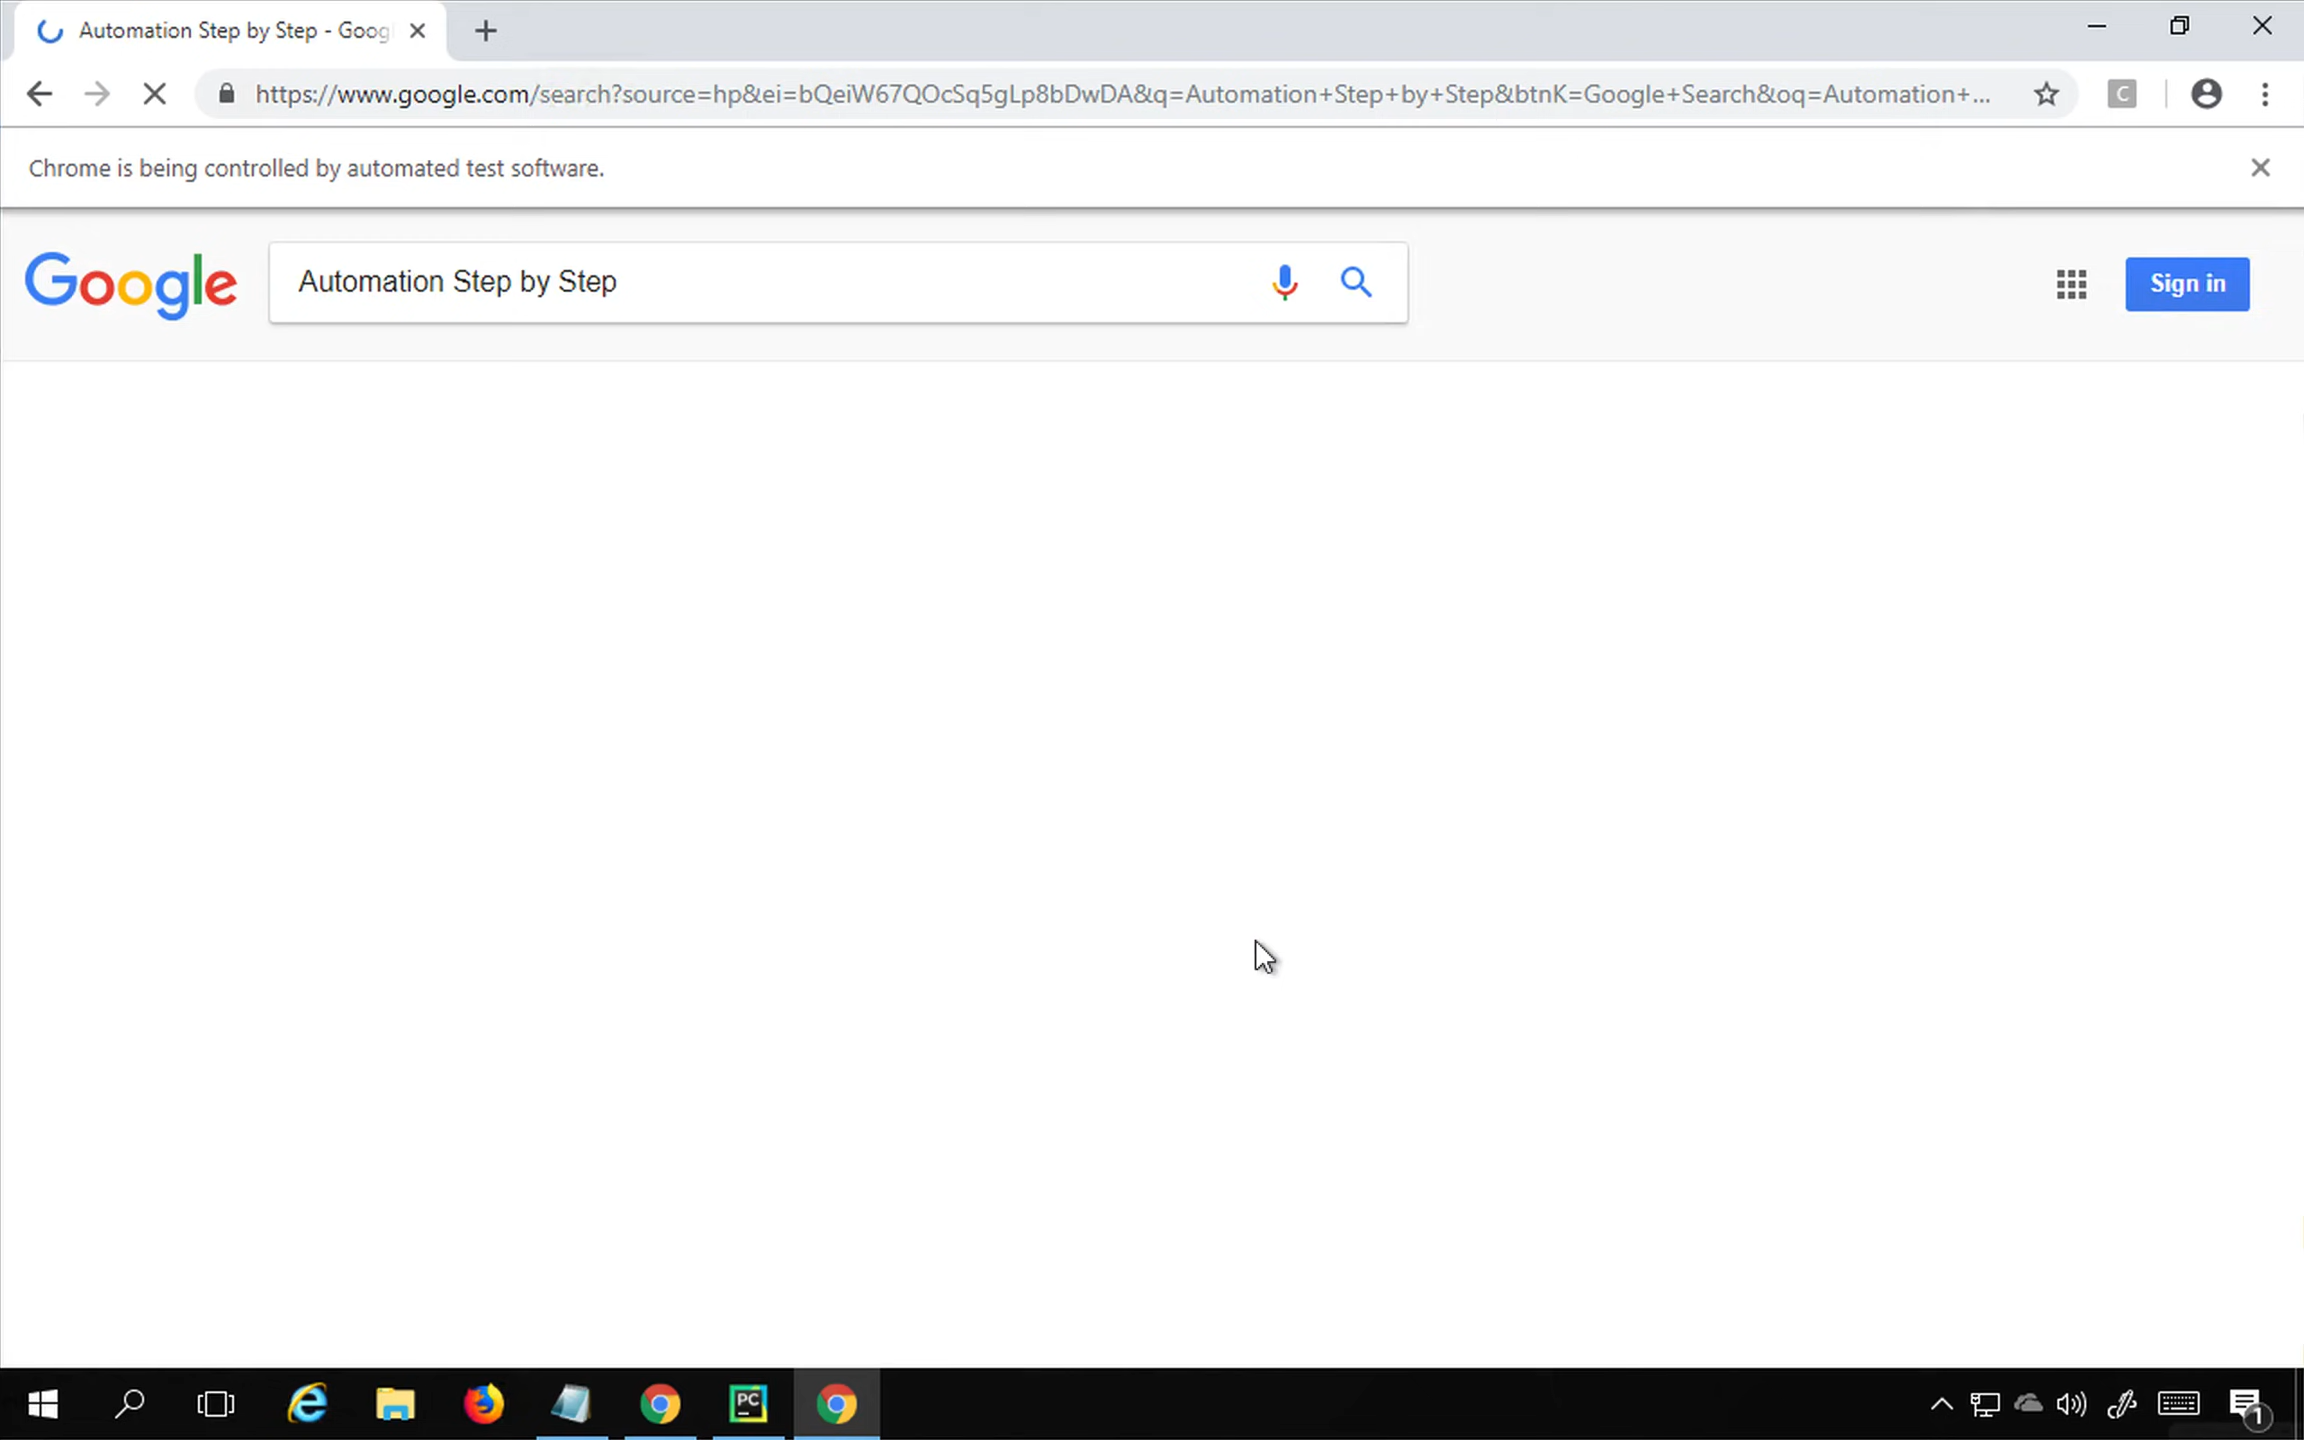 Automation Step by Step - Goog
https://www.google.com/search?source=hp&ei=bQeiW67QOcSq5gLp8bDwDA&q=Automation+Step+by+Step&btnK=Google+Search&oq=Automation+...
C
Chrome is being controlled by automated test software.
Google
Automation Step by Step
Sign in
PC
1